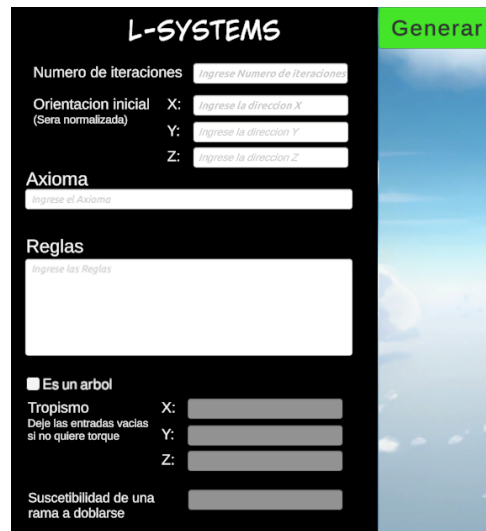 L-SYSTEMS
Generar
Numero de iteraciones
Ingrese Numero de iteraciones
Orientacion inicial
(Sera normalizada)
X:
Ingrese la direccion X
Y:
Ingrese la direccion Y
Z:
Ingrese la direccion Z
Axioma
Ingrese el Axioma
Reglas
Ingrese las Reglas
Es un arbol
Tropismo
Deje las entradas vacias
si no quiere torque
X:
Y:
Z:
Suscetibilidad de una
rama a doblarse